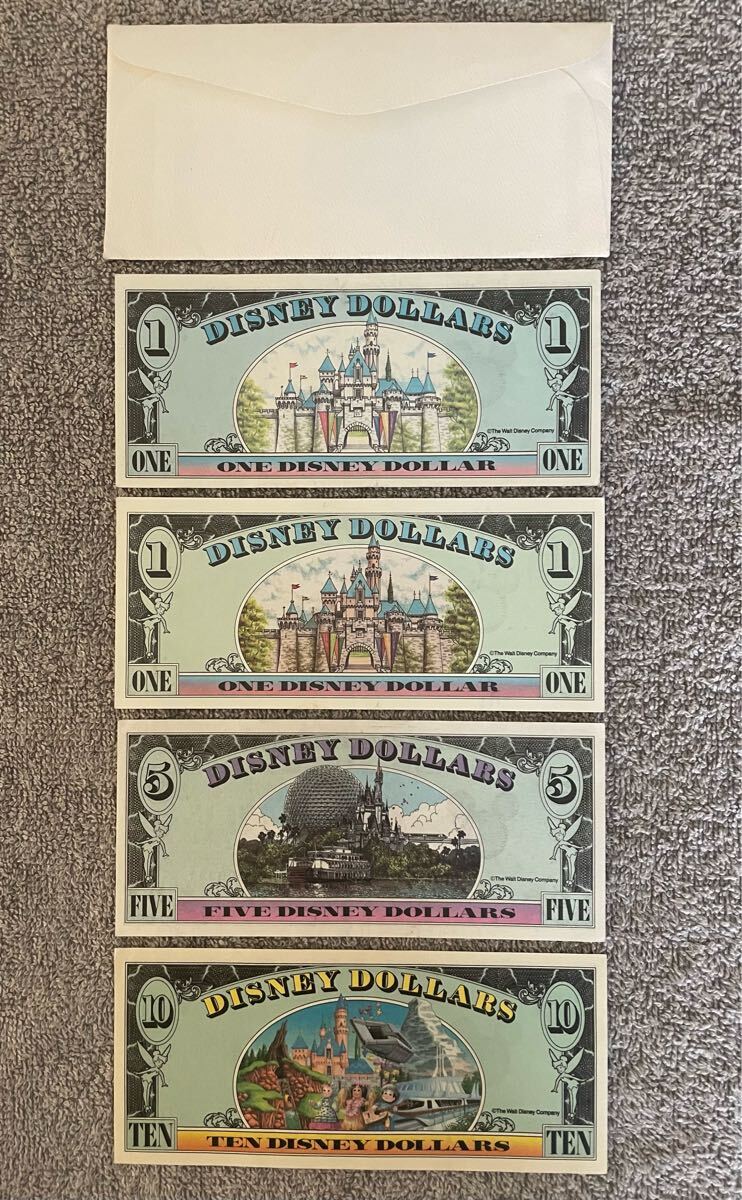 DISNEY DOLLARS
1 1
©The Walt Disney Company
ONE ONE DISNEY DOLLAR ONE
DISNEY DOLLARS
1 1
©The Walt Disney Company
ONE ONE DISNEY DOLLAR ONE
DISNEY DOLLARS
5 5
©The Walt Disney Company
FIVE FIVE DISNEY DOLLARS FIVE
DISNEY DOLLARS
10 10
©The Walt Disney Company
TEN TEN DISNEY DOLLARS TEN